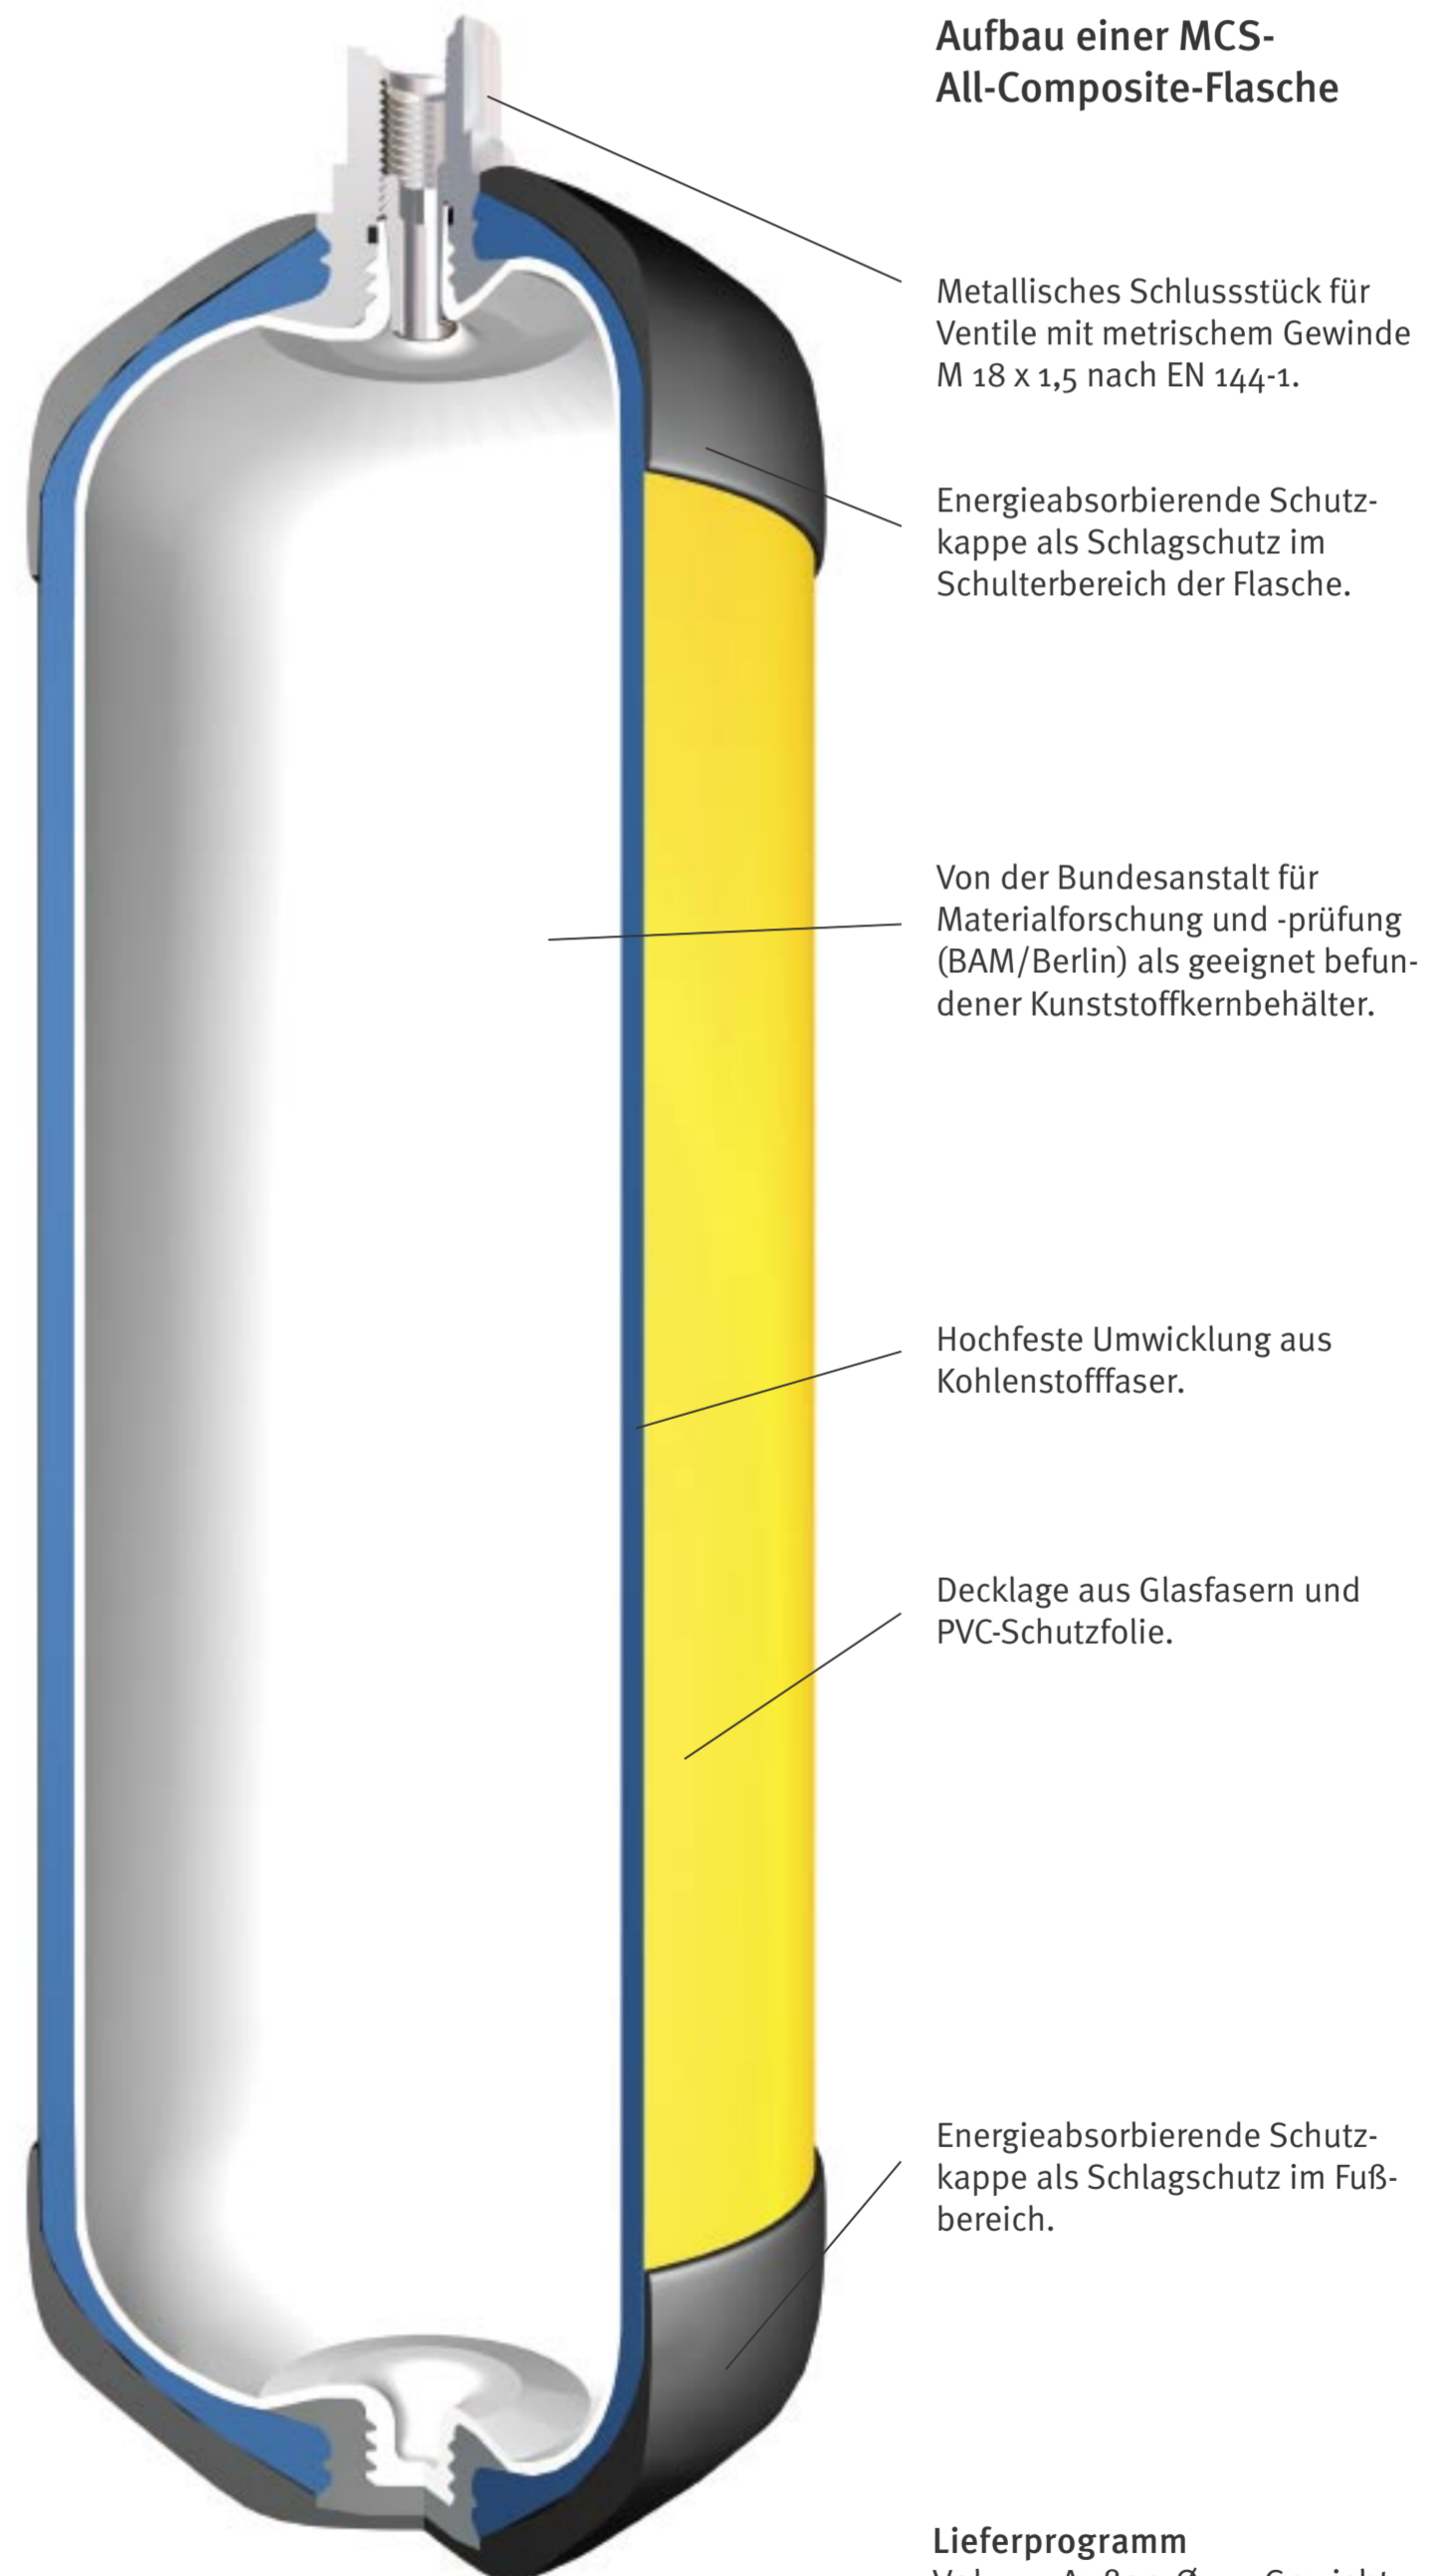 Aufbau einer MCS-
All-Composite-Flasche
Metallisches Schlussstück für
Ventile mit metrischem Gewinde
M 18 x 1,5 nach EN 144-1.
Energieabsorbierende Schutz-
kappe als Schlagschutz im
Schulterbereich der Flasche.
Von der Bundesanstalt für
Materialforschung und -prüfung
(BAM/Berlin) als geeignet befun-
dener Kunststoffkernbehälter.
Hochfeste Umwicklung aus
Kohlenstofffaser.
Decklage aus Glasfasern und
PVC-Schutzfolie.
Energieabsorbierende Schutz-
kappe als Schlagschutz im Fuß-
bereich.
Lieferprogramm